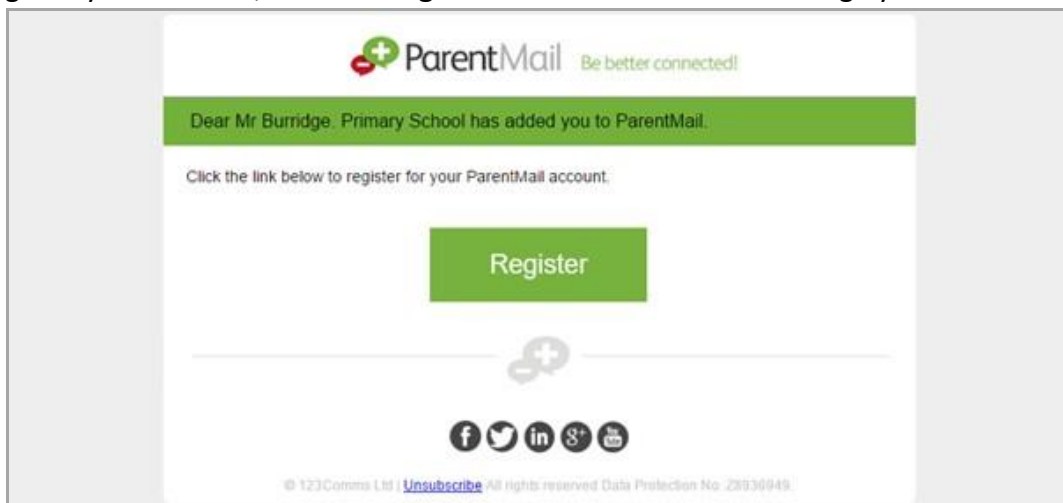 ParentMail Be better connected!
Dear Mr Burridge. Primary School has added you to ParentMail.
Click the link below to register for your ParentMail account.
Register
© 123Comms Ltd | Unsubscribe All rights reserved Data Protection No. Z8936949.